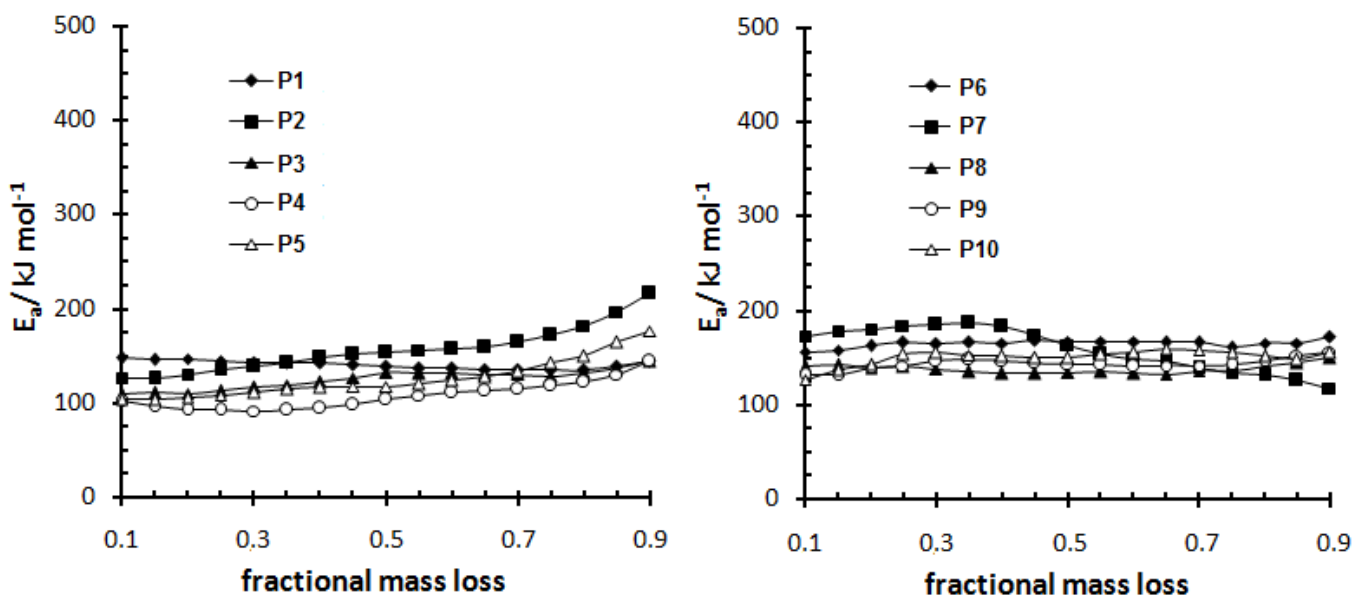 500
400
300
200
100
0
Eₐ/ kJ mol⁻¹
P1
P2
P3
P4
P5
0.1 0.3 0.5 0.7 0.9
fractional mass loss
500
400
300
200
100
0
Eₐ/ kJ mol⁻¹
P6
P7
P8
P9
P10
0.1 0.3 0.5 0.7 0.9
fractional mass loss